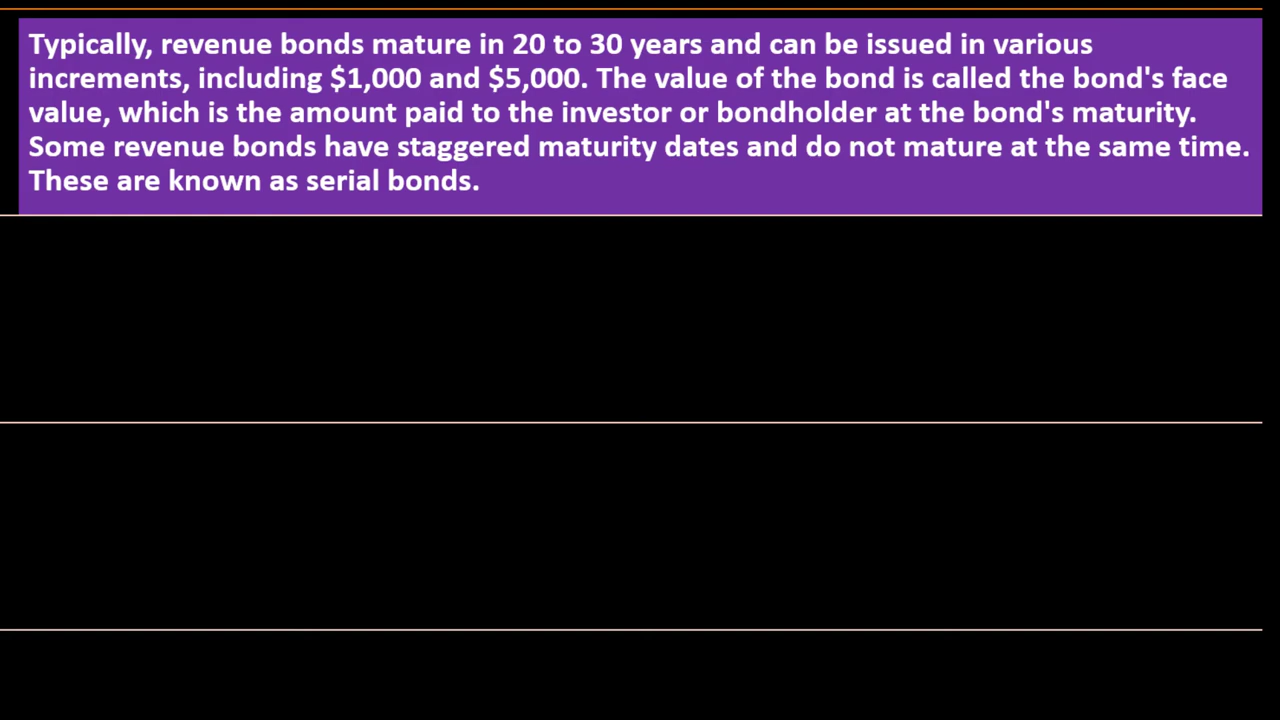 Typically, revenue bonds mature in 20 to 30 years and can be issued in various
increments, including $1,000 and $5,000. The value of the bond is called the bond's face
value, which is the amount paid to the investor or bondholder at the bond's maturity.
Some revenue bonds have staggered maturity dates and do not mature at the same time.
These are known as serial bonds.